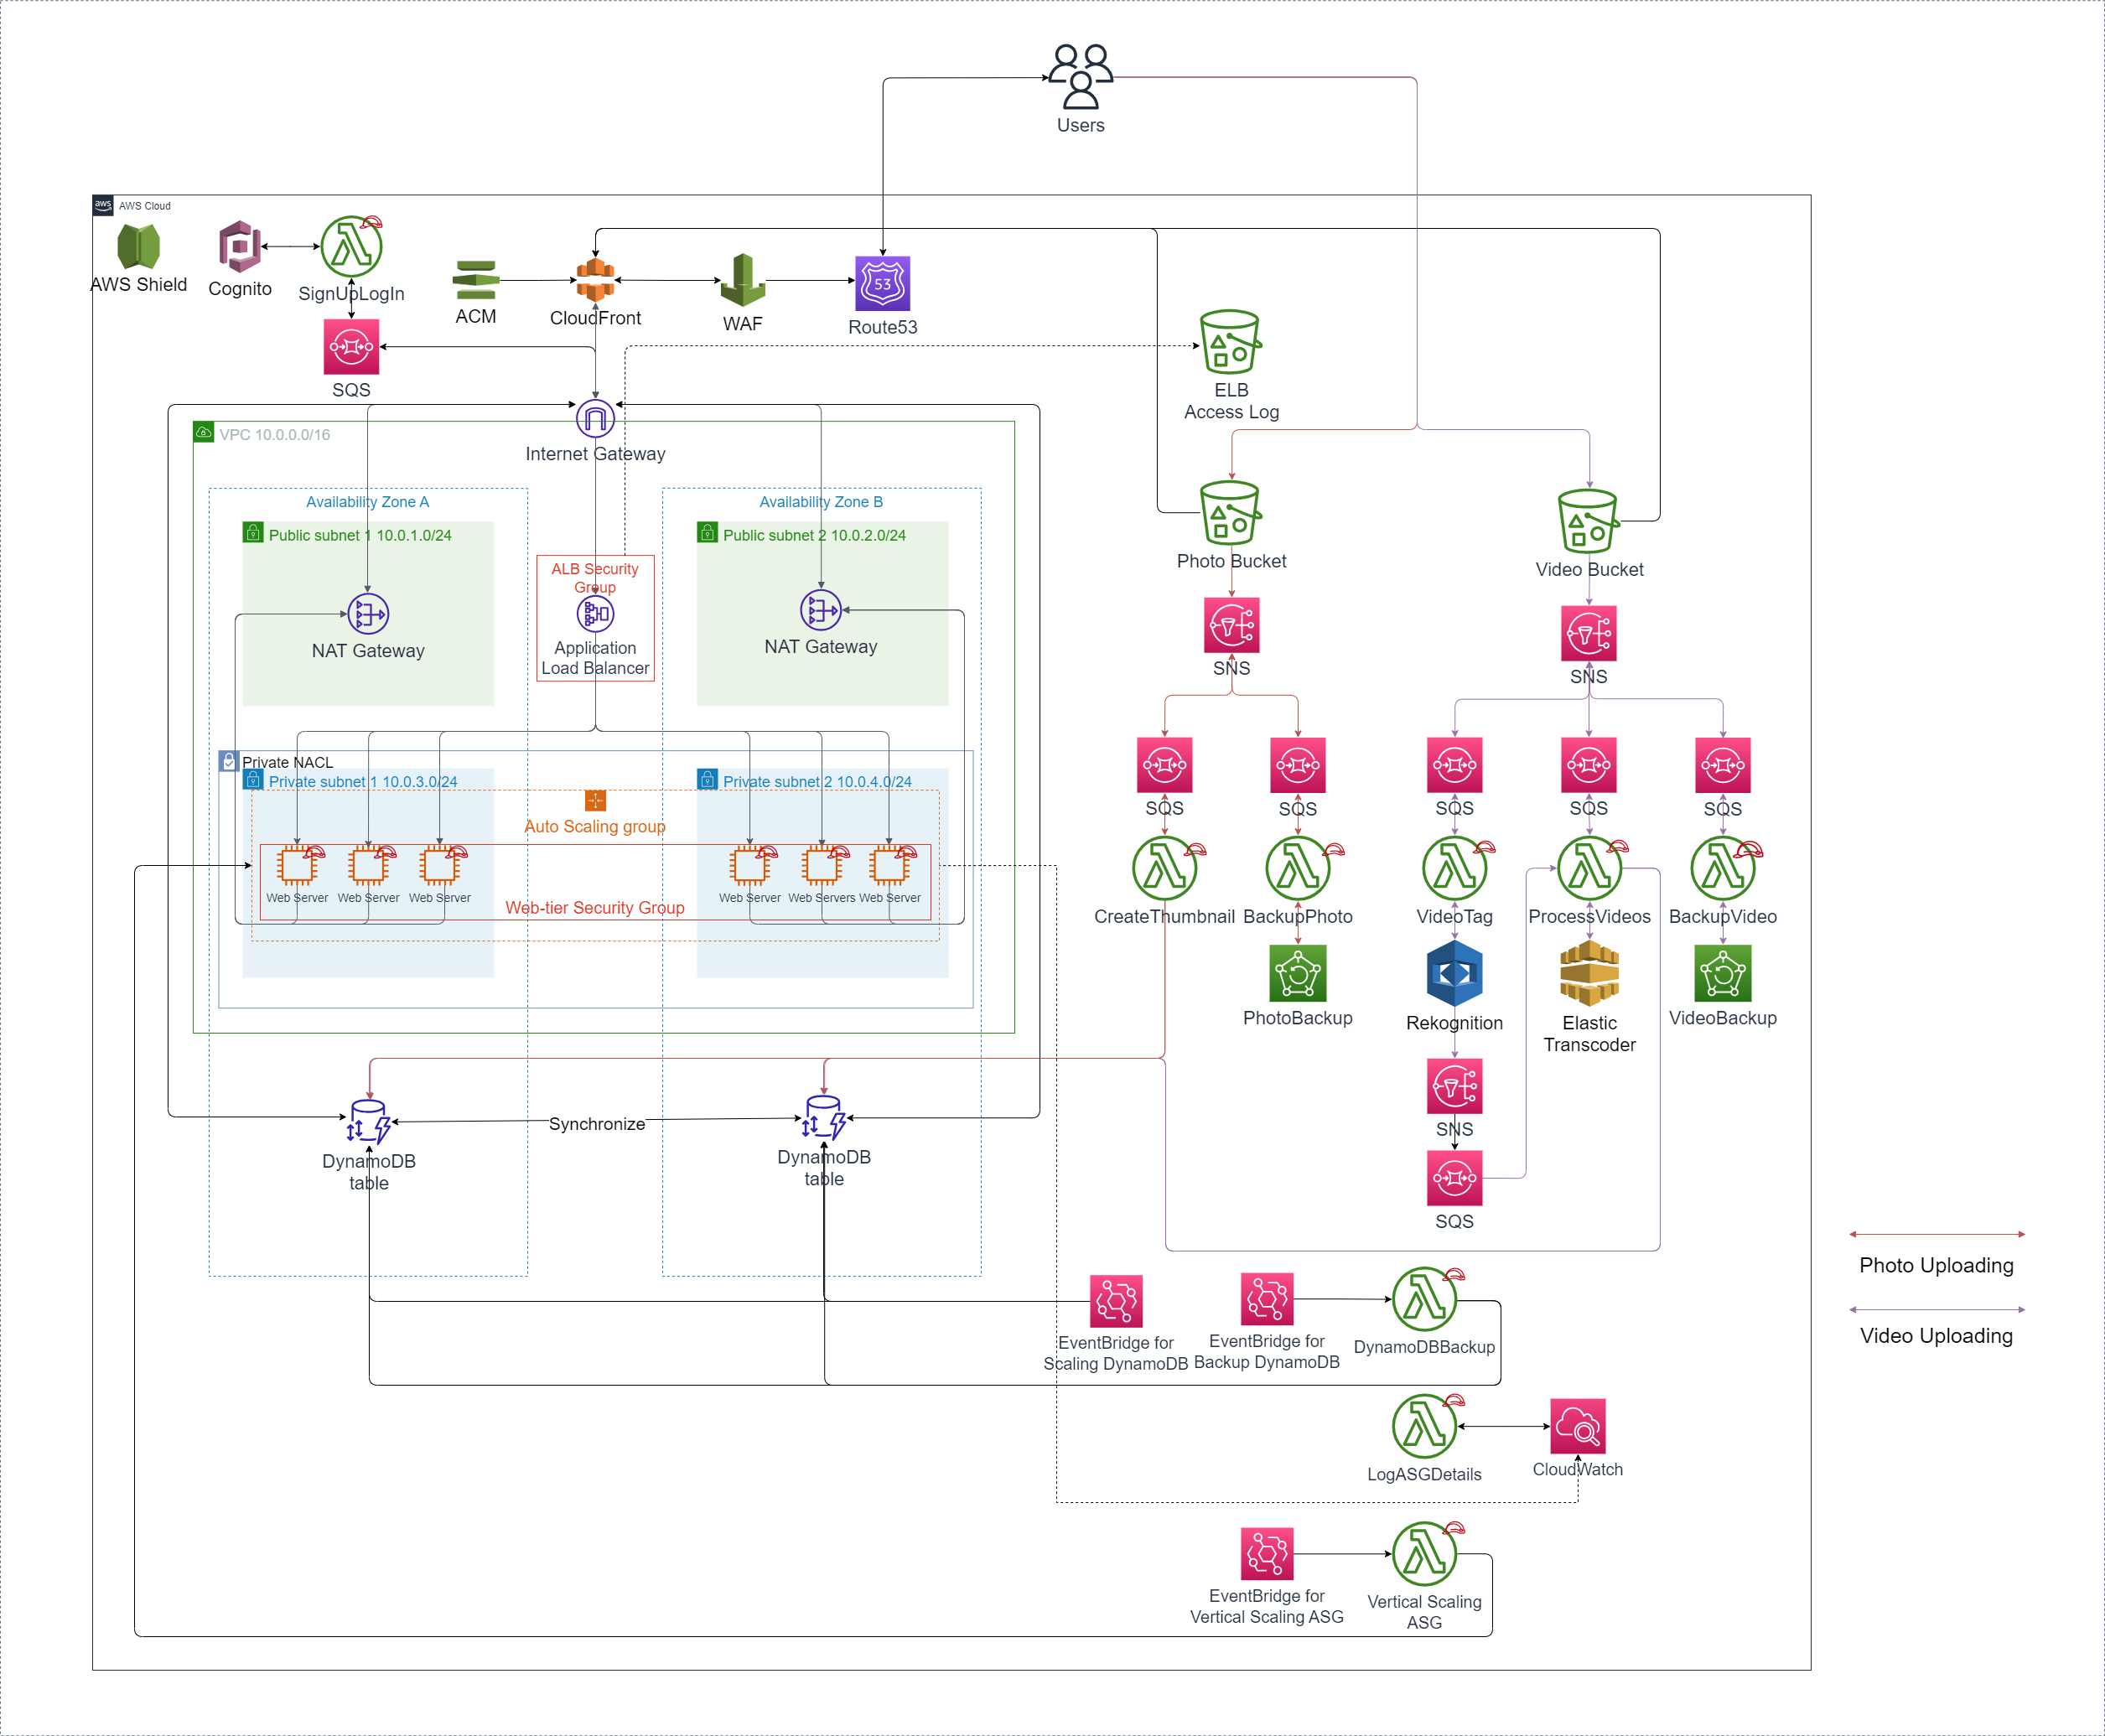 Users
aws
AWS Cloud
AWS Shield
Cognito
SignUpLogIn
ACM
CloudFront
WAF
53
Route53
SQS
ELB
Access Log
VPC 10.0.0.0/16
Internet Gateway
Availability Zone A
Availability Zone B
Public subnet 1 10.0.1.0/24
Public subnet 2 10.0.2.0/24
ALB Security
Group
NAT Gateway
Application
Load Balancer
NAT Gateway
Photo Bucket
Video Bucket
SNS
SNS
Private NACL
Private subnet 1 10.0.3.0/24
Private subnet 2 10.0.4.0/24
Auto Scaling group
Web Server
Web Server
Web Server
Web Server
Web Servers
Web Server
Web-tier Security Group
SQS
SQS
SQS
SQS
SQS
CreateThumbnail
BackupPhoto
VideoTag
ProcessVideos
BackupVideo
PhotoBackup
Rekognition
Elastic
Transcoder
VideoBackup
SNS
SQS
Synchronize
DynamoDB
table
DynamoDB
table
Photo Uploading
Video Uploading
EventBridge for
Scaling DynamoDB
EventBridge for
Backup DynamoDB
DynamoDBBackup
LogASGDetails
CloudWatch
EventBridge for
Vertical Scaling ASG
Vertical Scaling
ASG